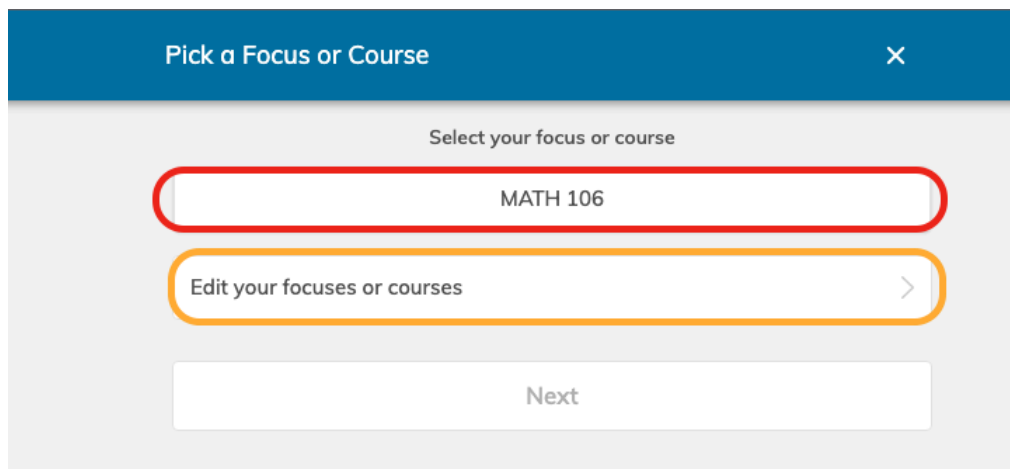 Pick a Focus or Course
Select your focus or course
MATH 106
Edit your focuses or courses
Next